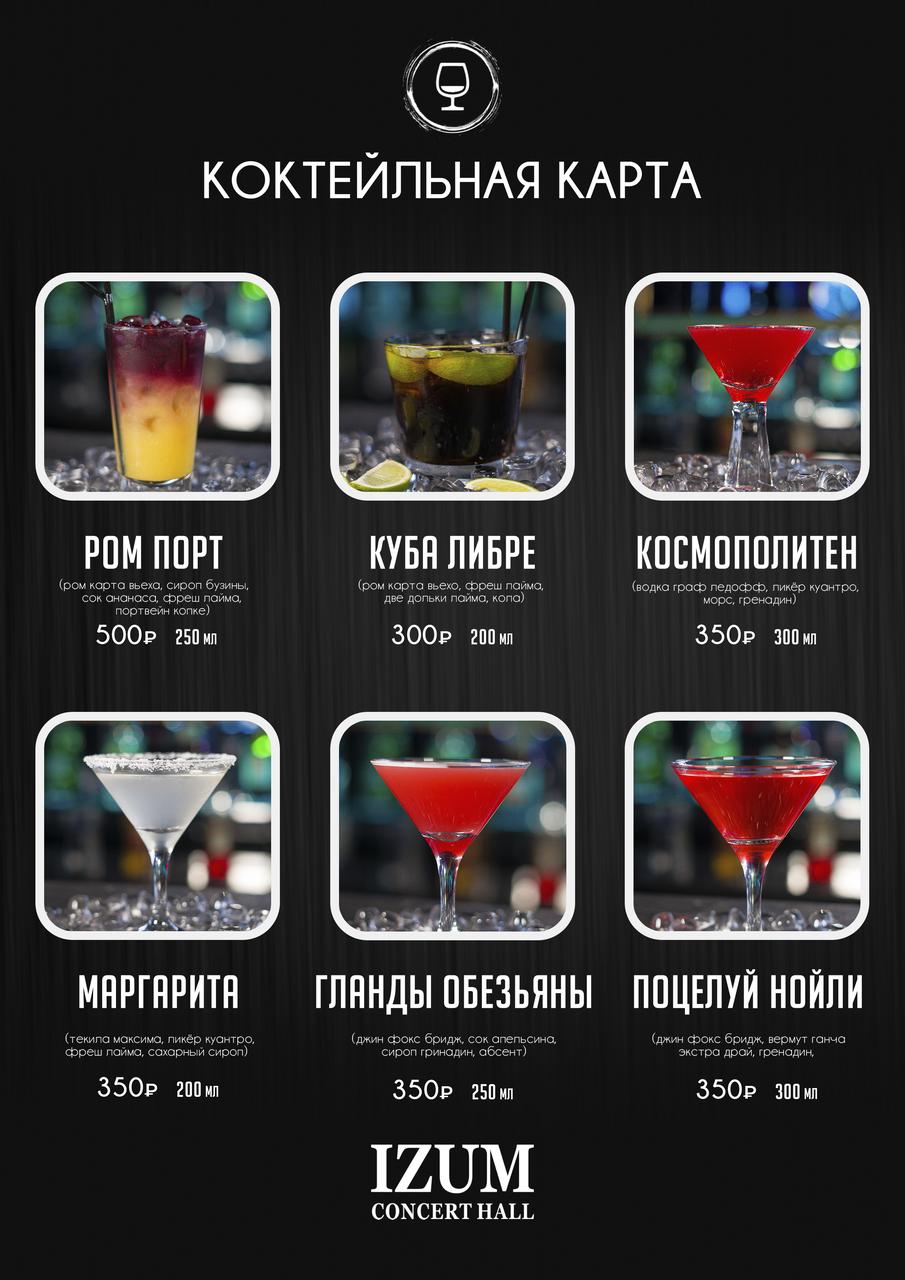 КОКТЕЙЛЬНАЯ КАРТА
РОМ ПОРТ
(ром карта вьеха, сироп бузины,
сок ананаса, фреш лайма,
портвейн копке)
500₽ 250 мл
КУБА ЛИБРЕ
(ром карта вьехо, фреш лайма,
две дольки лайма, кола)
300₽ 200 мл
КОСМОПОЛИТЕН
(водка граф ледофф, ликёр куантро,
морс, гренадин)
350₽ 300 мл
МАРГАРИТА
(текила максима, ликёр куантро,
фреш лайма, сахарный сироп)
350₽ 200 мл
ГЛАНДЫ ОБЕЗЬЯНЫ
(джин фокс бридж, сок апельсина,
сироп гринадин, абсент)
350₽ 250 мл
ПОЦЕЛУЙ НОЙЛИ
(джин фокс бридж, вермут ганча
экстра драй, гренадин,
350₽ 300 мл
IZUM
CONCERT HALL